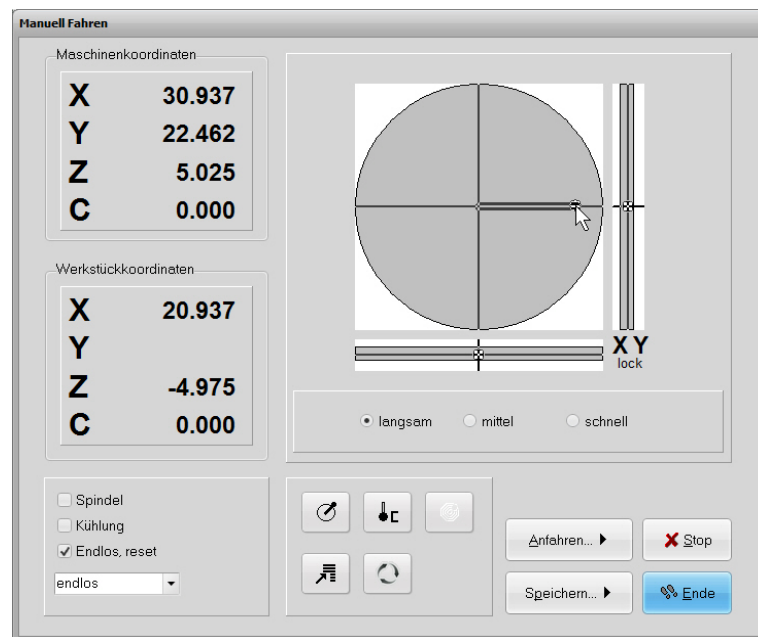 Manuell Fahren
Maschinenkoordinaten
X 30.937
Y 22.462
Z 5.025
C 0.000
Werkstückkoordinaten
X 20.937
Y
Z -4.975
C 0.000
X Y
lock
langsam mittel schnell
Spindel
Kühlung
Endlos, reset
endlos
Anfahren...
Stop
Speichern...
Ende